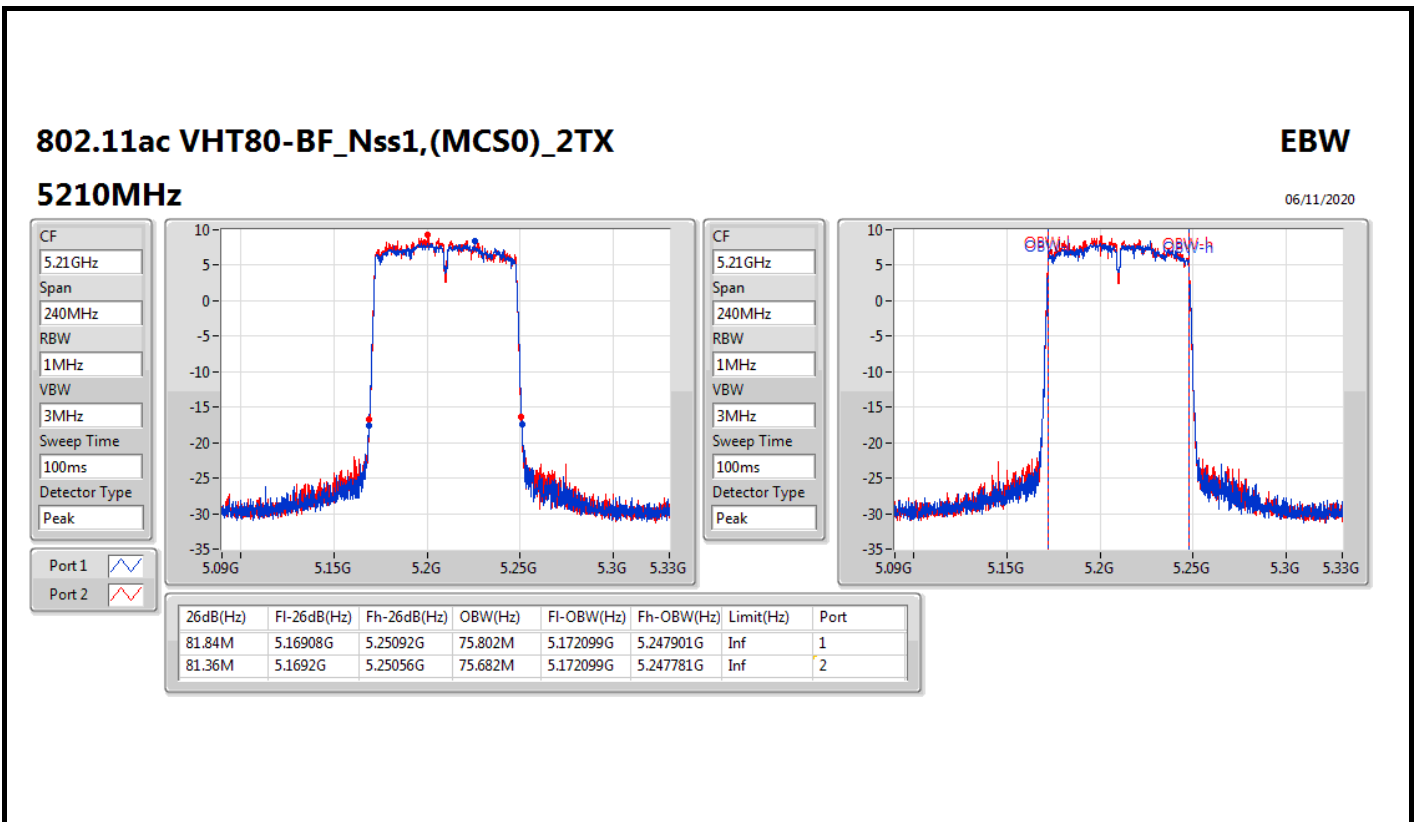 802.11ac VHT80-BF_Nss1,(MCS0)_2TX
EBW
5210MHz
06/11/2020
CF
5.21GHz
Span
240MHz
RBW
1MHz
VBW
3MHz
Sweep Time
100ms
Detector Type
Peak
Port 1
Port 2
10
5
0
-5
-10
-15
-20
-25
-30
-35
5.09G 5.15G 5.2G 5.25G 5.3G 5.33G
CF
5.21GHz
Span
240MHz
RBW
1MHz
VBW
3MHz
Sweep Time
100ms
Detector Type
Peak
10
5
0
-5
-10
-15
-20
-25
-30
-35
OBW-l OBW-h
5.09G 5.15G 5.2G 5.25G 5.3G 5.33G
26dB(Hz) Fl-26dB(Hz) Fh-26dB(Hz) OBW(Hz) Fl-OBW(Hz) Fh-OBW(Hz) Limit(Hz) Port
81.84M 5.16908G 5.25092G 75.802M 5.172099G 5.247901G Inf 1
81.36M 5.1692G 5.25056G 75.682M 5.172099G 5.247781G Inf 2